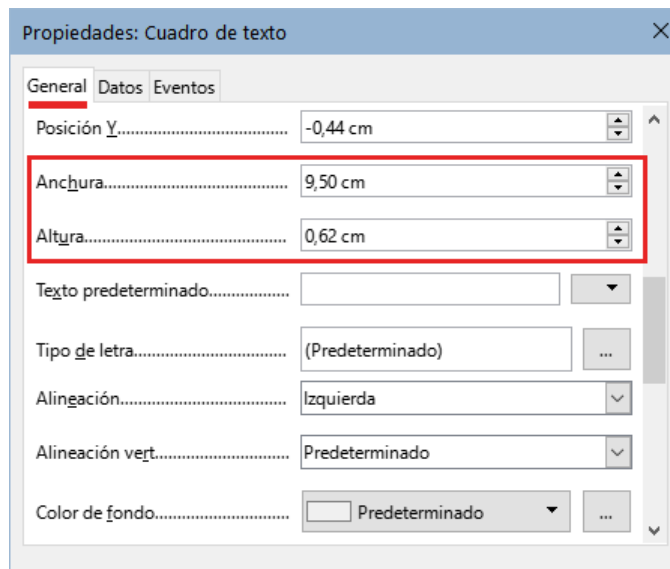 Propiedades: Cuadro de texto
General Datos Eventos
Posición Y........................................ -0,44 cm
Anchura........................................... 9,50 cm
Altura............................................... 0,62 cm
Texto predeterminado................... 
Tipo de letra.................................... (Predeterminado) ...
Alineación....................................... Izquierda
Alineación vert............................... Predeterminado
Color de fondo............................... Predeterminado ...